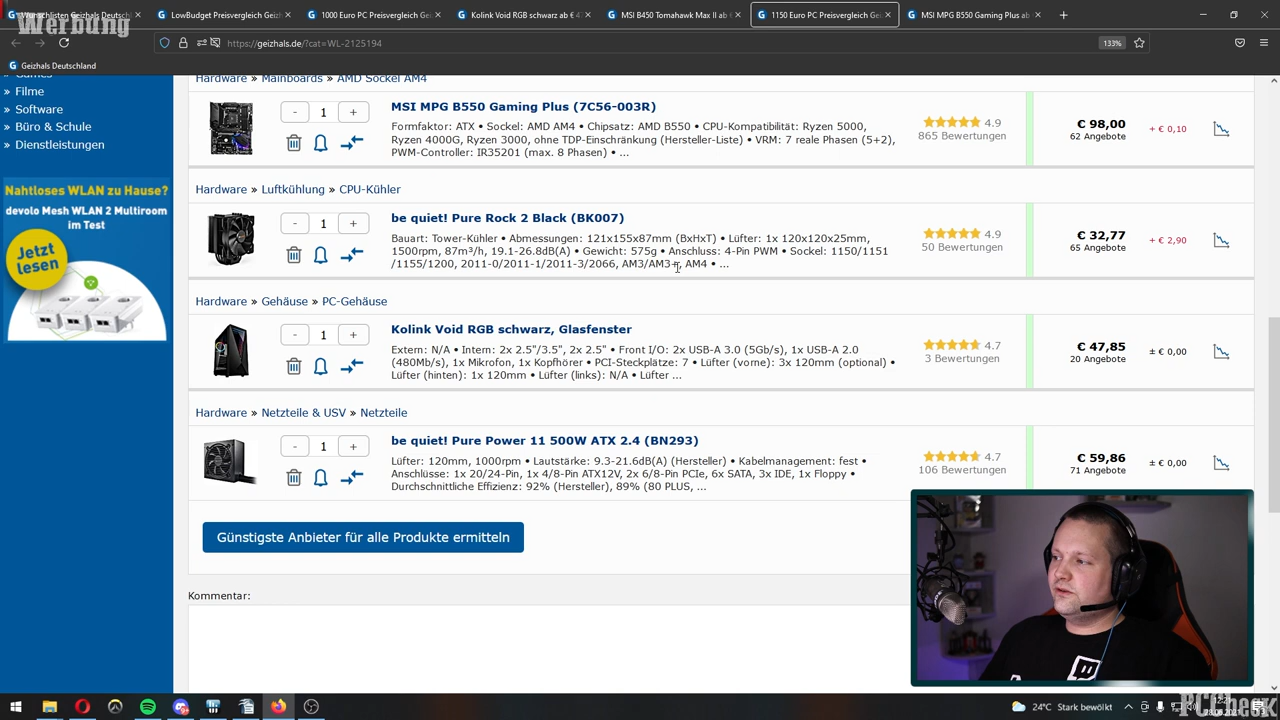 Werbung
Wunschlisten Geizhals Deutsch
LowBudget Preisvergleich Geizh
1000 Euro PC Preisvergleich Ge
Kolink Void RGB schwarz ab € 4
MSI B450 Tomahawk Max II ab €
1150 Euro PC Preisvergleich Ge
MSI MPG B550 Gaming Plus ab
https://geizhals.de/?cat=WL-2125194
133%
Geizhals Deutschland
» Games
» Filme
» Software
» Büro & Schule
» Dienstleistungen
Nahtloses WLAN zu Hause?
devolo Mesh WLAN 2 Multiroom
im Test
Jetzt
lesen
Hardware » Mainboards » AMD Sockel AM4
- 1 +
MSI MPG B550 Gaming Plus (7C56-003R)
Formfaktor: ATX • Sockel: AMD AM4 • Chipsatz: AMD B550 • CPU-Kompatibilität: Ryzen 5000,
Ryzen 4000G, Ryzen 3000, ohne TDP-Einschränkung (Hersteller-Liste) • VRM: 7 reale Phasen (5+2),
PWM-Controller: IR35201 (max. 8 Phasen) • ...
4.9
865 Bewertungen
€ 98,00
62 Angebote
+ € 0,10
Hardware » Luftkühlung » CPU-Kühler
- 1 +
be quiet! Pure Rock 2 Black (BK007)
Bauart: Tower-Kühler • Abmessungen: 121x155x87mm (BxHxT) • Lüfter: 1x 120x120x25mm,
1500rpm, 87m³/h, 19.1-26.8dB(A) • Gewicht: 575g • Anschluss: 4-Pin PWM • Sockel: 1150/1151
/1155/1200, 2011-0/2011-1/2011-3/2066, AM3/AM3+, AM4 • ...
4.9
50 Bewertungen
€ 32,77
65 Angebote
+ € 2,90
Hardware » Gehäuse » PC-Gehäuse
- 1 +
Kolink Void RGB schwarz, Glasfenster
Extern: N/A • Intern: 2x 2.5"/3.5", 2x 2.5" • Front I/O: 2x USB-A 3.0 (5Gb/s), 1x USB-A 2.0
(480Mb/s), 1x Mikrofon, 1x Kopfhörer • PCI-Steckplätze: 7 • Lüfter (vorne): 3x 120mm (optional) •
Lüfter (hinten): 1x 120mm • Lüfter (links): N/A • Lüfter ...
4.7
3 Bewertungen
€ 47,85
20 Angebote
± € 0,00
Hardware » Netzteile & USV » Netzteile
- 1 +
be quiet! Pure Power 11 500W ATX 2.4 (BN293)
Lüfter: 120mm, 1000rpm • Lautstärke: 9.3-21.6dB(A) (Hersteller) • Kabelmanagement: fest •
Anschlüsse: 1x 20/24-Pin, 1x 4/8-Pin ATX12V, 2x 6/8-Pin PCIe, 6x SATA, 3x IDE, 1x Floppy •
Durchschnittliche Effizienz: 92% (Hersteller), 89% (80 PLUS, ...
4.7
106 Bewertungen
€ 59,86
71 Angebote
± € 0,00
Günstigste Anbieter für alle Produkte ermitteln
Kommentar:
24°C Stark bewölkt
PCCheck